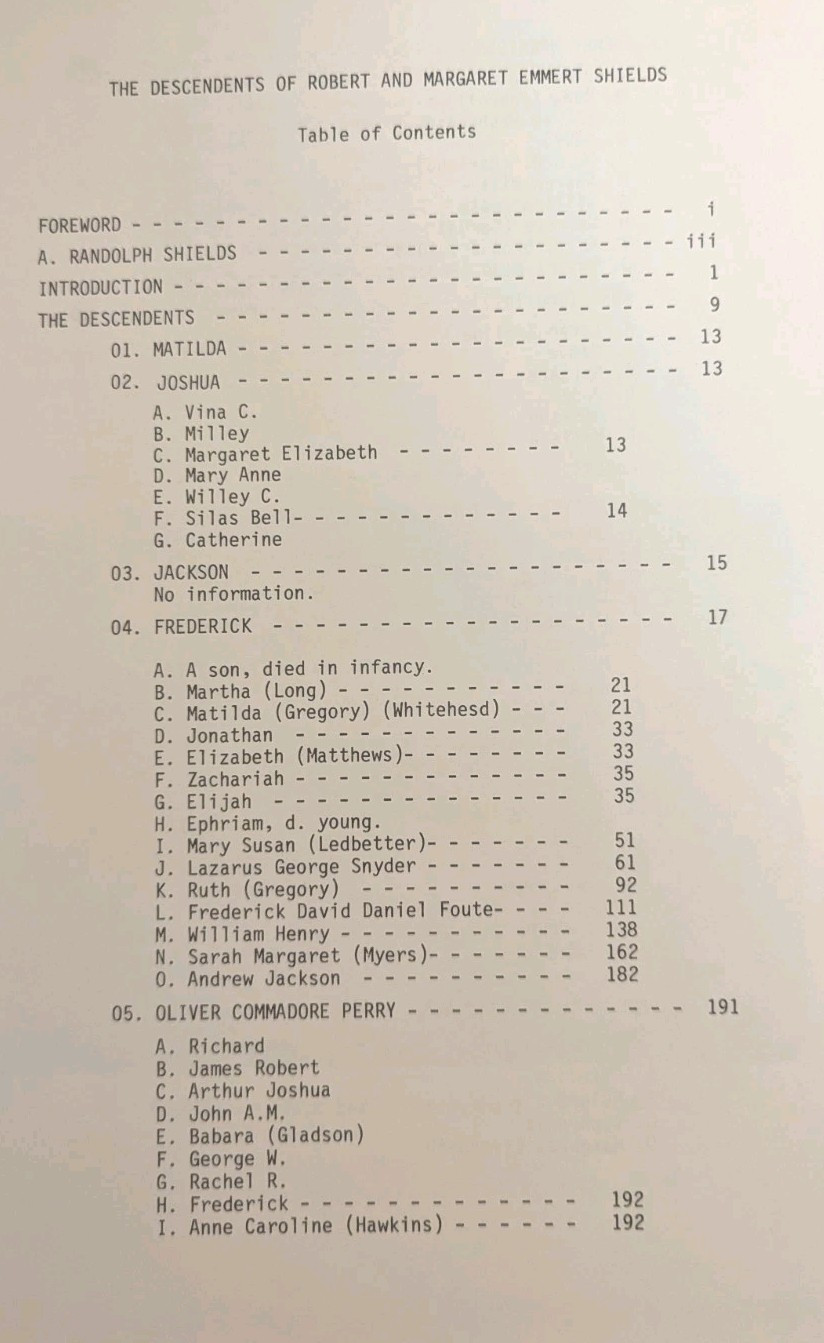 THE DESCENDENTS OF ROBERT AND MARGARET EMMERT SHIELDS
Table of Contents
FOREWORD - - - - - - - - - - - - - - - - - - - - - - - - - - - i
A. RANDOLPH SHIELDS - - - - - - - - - - - - - - - - - - - - iii
INTRODUCTION - - - - - - - - - - - - - - - - - - - - - - - - 1
THE DESCENDENTS - - - - - - - - - - - - - - - - - - - - - - 9
01. MATILDA - - - - - - - - - - - - - - - - - - - - - 13
02. JOSHUA - - - - - - - - - - - - - - - - - - - - - 13
A. Vina C.
B. Milley
C. Margaret Elizabeth - - - - - - - - 13
D. Mary Anne
E. Willey C.
F. Silas Bell- - - - - - - - - - - - - 14
G. Catherine
03. JACKSON - - - - - - - - - - - - - - - - - - - - 15
No information.
04. FREDERICK - - - - - - - - - - - - - - - - - - - 17
A. A son, died in infancy.
B. Martha (Long) - - - - - - - - - - - 21
C. Matilda (Gregory) (Whitehesd) - - - 21
D. Jonathan - - - - - - - - - - - - - 33
E. Elizabeth (Matthews)- - - - - - - - 33
F. Zachariah - - - - - - - - - - - - - 35
G. Elijah - - - - - - - - - - - - - - 35
H. Ephriam, d. young.
I. Mary Susan (Ledbetter)- - - - - - - 51
J. Lazarus George Snyder - - - - - - - 61
K. Ruth (Gregory) - - - - - - - - - - 92
L. Frederick David Daniel Foute- - - - 111
M. William Henry - - - - - - - - - - - 138
N. Sarah Margaret (Myers)- - - - - - - 162
O. Andrew Jackson - - - - - - - - - - 182
05. OLIVER COMMADORE PERRY - - - - - - - - - - - - - 191
A. Richard
B. James Robert
C. Arthur Joshua
D. John A.M.
E. Babara (Gladson)
F. George W.
G. Rachel R.
H. Frederick - - - - - - - - - - - - - 192
I. Anne Caroline (Hawkins) - - - - - - 192